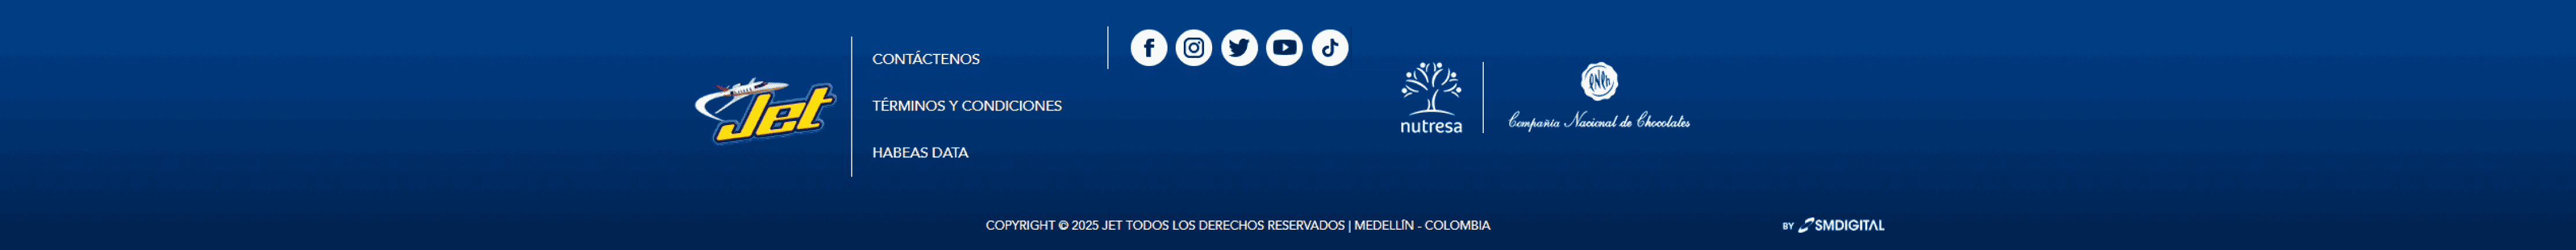 Jet
CONTÁCTENOS
TÉRMINOS Y CONDICIONES
HABEAS DATA
nutresa
Compañía Nacional de Chocolates
COPYRIGHT © 2025 JET TODOS LOS DERECHOS RESERVADOS | MEDELLÍN - COLOMBIA
BY SMDIGITAL